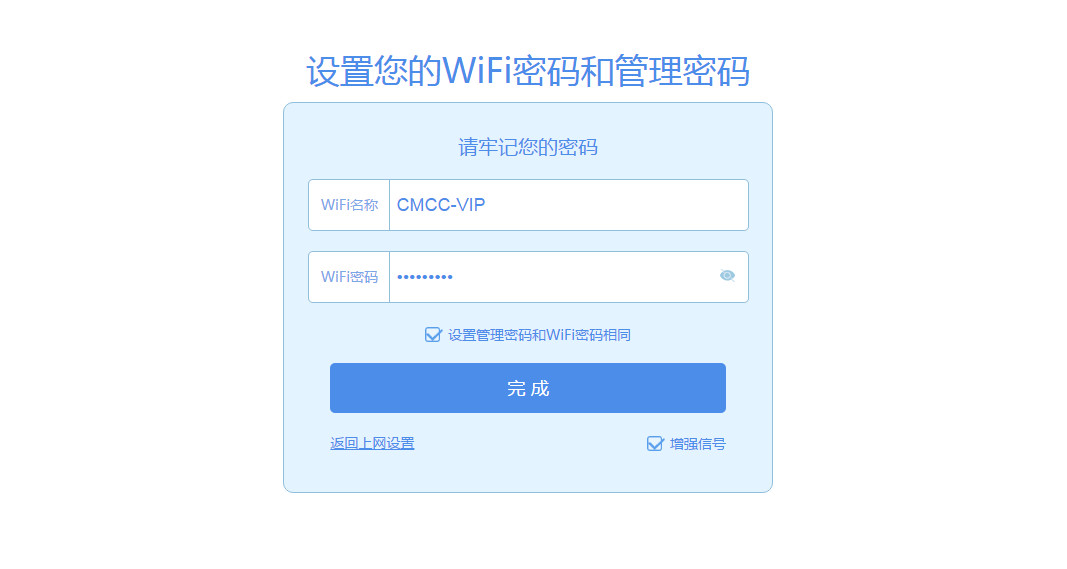 设置您的WiFi密码和管理密码
请牢记您的密码
WiFi名称 CMCC-VIP
WiFi密码 •••••••••
设置管理密码和WiFi密码相同
完 成
返回上网设置 增强信号